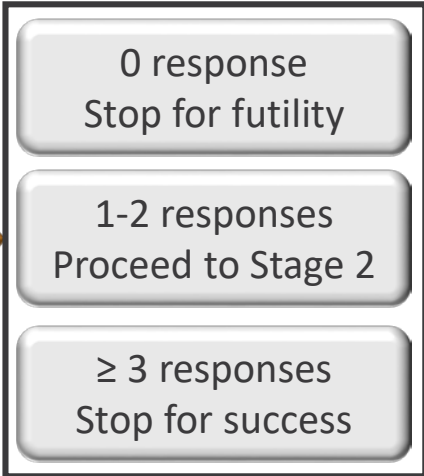 0 response
Stop for futility
1-2 responses
Proceed to Stage 2
≥ 3 responses
Stop for success